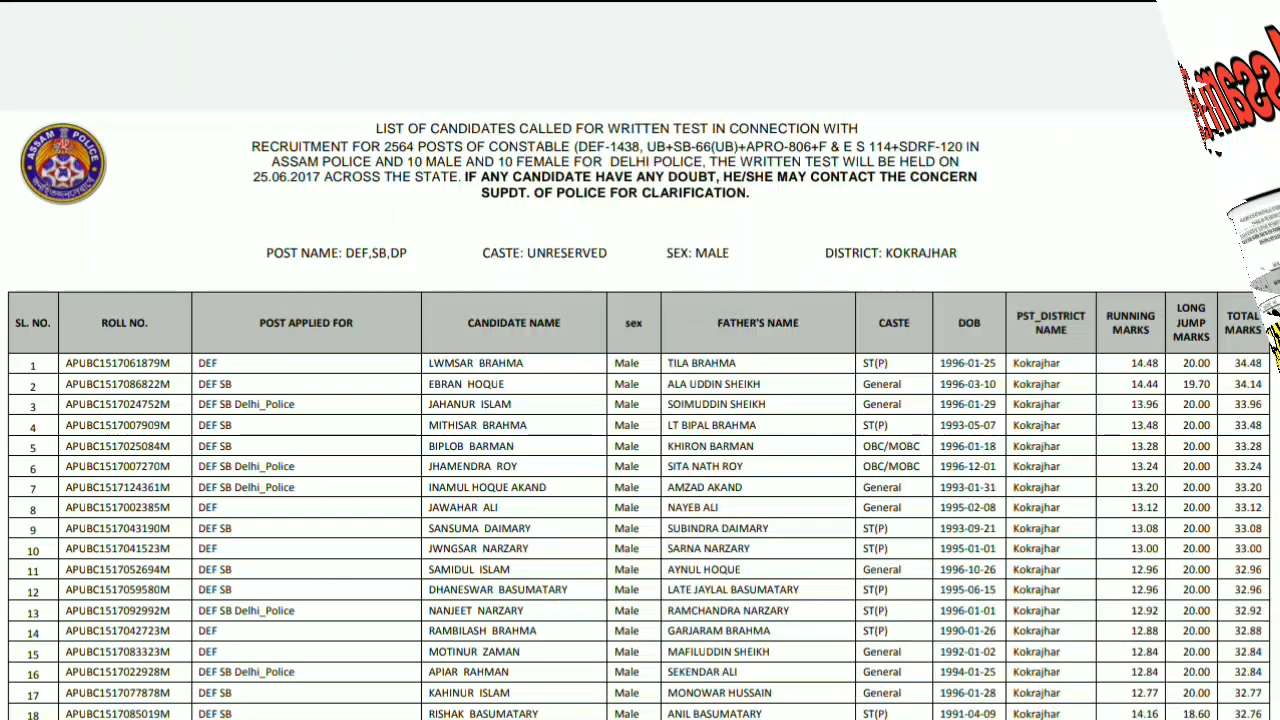 ASSAM POLICE
LIST OF CANDIDATES CALLED FOR WRITTEN TEST IN CONNECTION WITH
RECRUITMENT FOR 2564 POSTS OF CONSTABLE (DEF-1438, UB+SB-66(UB)+APRO-806+F & E S 114+SDRF-120 IN
ASSAM POLICE AND 10 MALE AND 10 FEMALE FOR DELHI POLICE, THE WRITTEN TEST WILL BE HELD ON
25.06.2017 ACROSS THE STATE. IF ANY CANDIDATE HAVE ANY DOUBT, HE/SHE MAY CONTACT THE CONCERN
SUPDT. OF POLICE FOR CLARIFICATION.
POST NAME: DEF,SB,DP CASTE: UNRESERVED SEX: MALE DISTRICT: KOKRAJHAR
SL. NO. ROLL NO. POST APPLIED FOR CANDIDATE NAME sex FATHER'S NAME CASTE DOB PST_DISTRICT NAME RUNNING MARKS LONG JUMP MARKS TOTAL MARKS
1 APUBC1517061879M DEF LWMSAR BRAHMA Male TILA BRAHMA ST(P) 1996-01-25 Kokrajhar 14.48 20.00 34.48
2 APUBC1517086822M DEF SB EBRAN HOQUE Male ALA UDDIN SHEIKH General 1996-03-10 Kokrajhar 14.44 19.70 34.14
3 APUBC1517024752M DEF SB Delhi_Police JAHANUR ISLAM Male SOIMUDDIN SHEIKH General 1996-01-29 Kokrajhar 13.96 20.00 33.96
4 APUBC1517007909M DEF SB MITHISAR BRAHMA Male LT BIPAL BRAHMA ST(P) 1993-05-07 Kokrajhar 13.48 20.00 33.48
5 APUBC1517025084M DEF SB BIPLOB BARMAN Male KHIRON BARMAN OBC/MOBC 1996-01-18 Kokrajhar 13.28 20.00 33.28
6 APUBC1517007270M DEF SB Delhi_Police JHAMENDRA ROY Male SITA NATH ROY OBC/MOBC 1996-12-01 Kokrajhar 13.24 20.00 33.24
7 APUBC1517124361M DEF SB Delhi_Police INAMUL HOQUE AKAND Male AMZAD AKAND General 1993-01-31 Kokrajhar 13.20 20.00 33.20
8 APUBC1517002385M DEF JAWAHAR ALI Male NAYEB ALI General 1995-02-08 Kokrajhar 13.12 20.00 33.12
9 APUBC1517043190M DEF SB SANSUMA DAIMARY Male SUBINDRA DAIMARY ST(P) 1993-09-21 Kokrajhar 13.08 20.00 33.08
10 APUBC1517041523M DEF JWNGSAR NARZARY Male SARNA NARZARY ST(P) 1995-01-01 Kokrajhar 13.00 20.00 33.00
11 APUBC1517052694M DEF SB SAMIDUL ISLAM Male AYNUL HOQUE General 1996-10-26 Kokrajhar 12.96 20.00 32.96
12 APUBC1517059580M DEF SB DHANESWAR BASUMATARY Male LATE JAYLAL BASUMATARY ST(P) 1995-06-15 Kokrajhar 12.96 20.00 32.96
13 APUBC1517092992M DEF SB Delhi_Police NANJEET NARZARY Male RAMCHANDRA NARZARY ST(P) 1996-01-01 Kokrajhar 12.92 20.00 32.92
14 APUBC1517042723M DEF RAMBILASH BRAHMA Male GARJARAM BRAHMA ST(P) 1990-01-26 Kokrajhar 12.88 20.00 32.88
15 APUBC1517083323M DEF MOTINUR ZAMAN Male MAFILUDDIN SHEIKH General 1992-01-02 Kokrajhar 12.84 20.00 32.84
16 APUBC1517022928M DEF SB Delhi_Police APIAR RAHMAN Male SEKENDAR ALI General 1994-01-25 Kokrajhar 12.84 20.00 32.84
17 APUBC1517077878M DEF SB KAHINUR ISLAM Male MONOWAR HUSSAIN General 1996-01-28 Kokrajhar 12.77 20.00 32.77
18 APUBC1517085019M DEF SB RISHAK BASUMATARY Male ANIL BASUMATARY ST(P) 1991-04-09 Kokrajhar 14.16 18.60 32.76